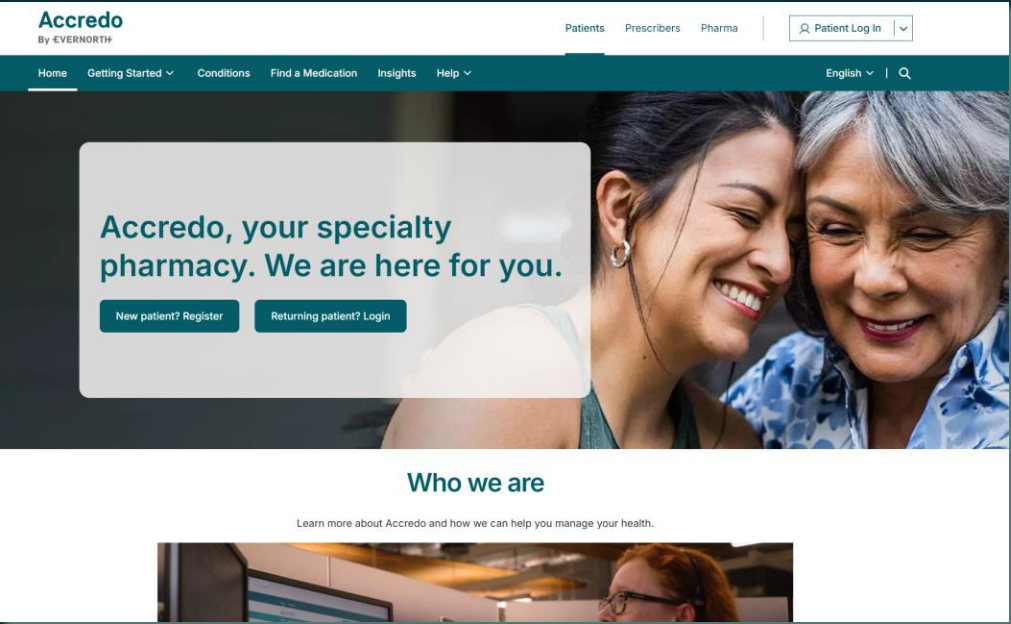 Accredo
By EVERNORTH
Patients Prescribers Pharma Patient Log In
Home Getting Started Conditions Find a Medication Insights Help English
Accredo, your specialty
pharmacy. We are here for you.
New patient? Register Returning patient? Login
Who we are
Learn more about Accredo and how we can help you manage your health.